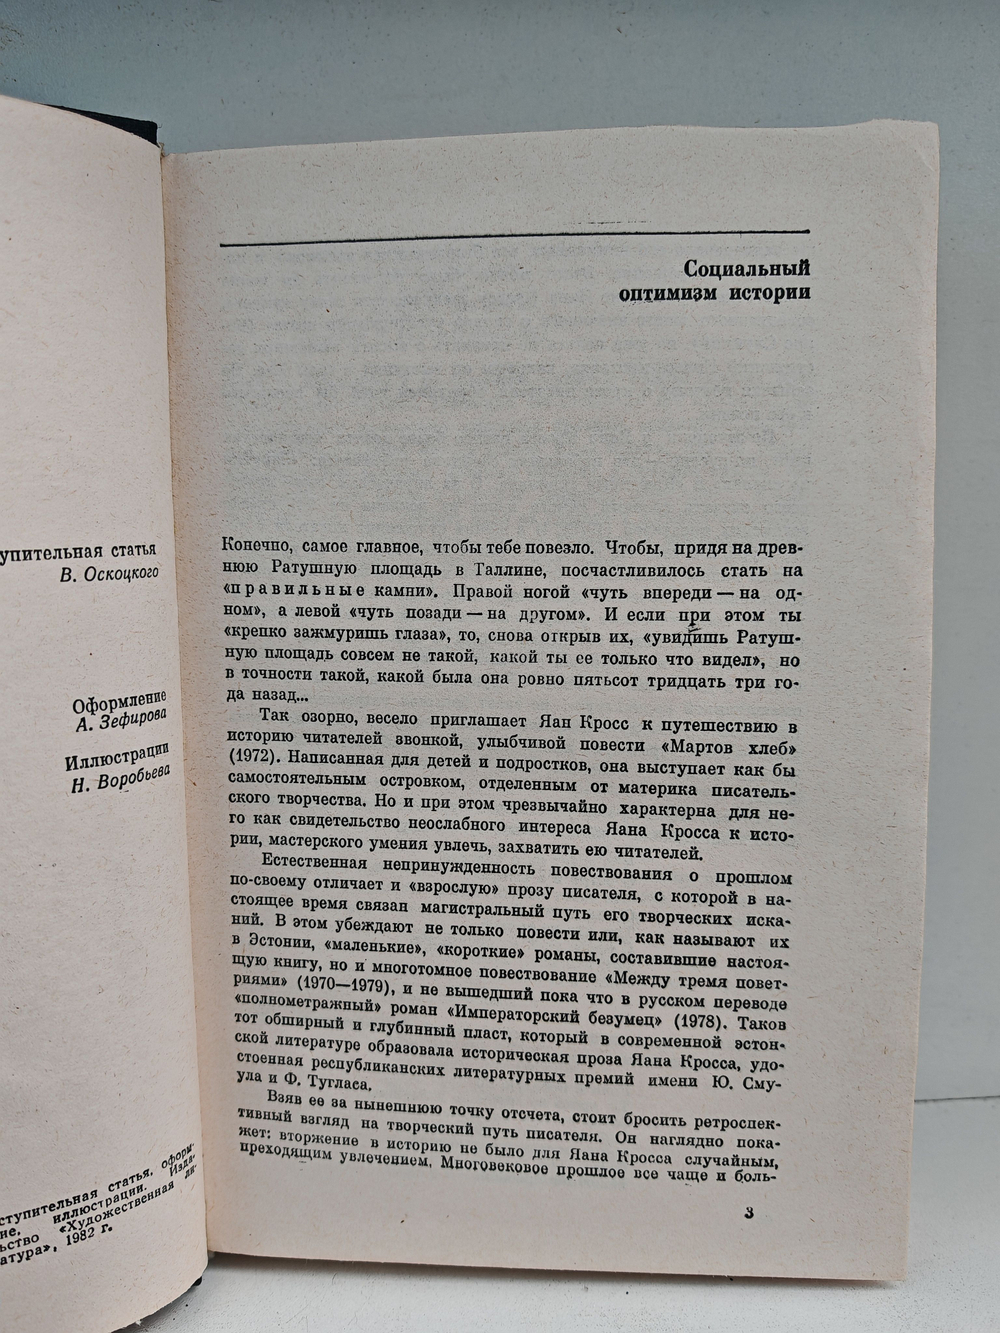 упительная статья
В. Оскоцкого
Оформление
А. Зефирова
Иллюстрации
Н. Воробьева
ступительная статья, оформ-
ие, иллюстрации. Изда-
ьство «Художественная ли-
атура», 1982 г.
Социальный
оптимизм истории
Конечно, самое главное, чтобы тебе повезло. Чтобы, придя на древ-
нюю Ратушную площадь в Таллине, посчастливилось стать на
«правильные камни». Правой ногой «чуть впереди — на од-
ном», а левой «чуть позади — на другом». И если при этом ты
«крепко зажмуришь глаза», то, снова открыв их, «увидишь Ратуш-
ную площадь совсем не такой, какой ты ее только что видел», но
в точности такой, какой была она ровно пятьсот тридцать три го-
да назад...
Так озорно, весело приглашает Яан Кросс к путешествию в
историю читателей звонкой, улыбчивой повести «Мартов хлеб»
(1972). Написанная для детей и подростков, она выступает как бы
самостоятельным островком, отделенным от материка писатель-
ского творчества. Но и при этом чрезвычайно характерна для не-
го как свидетельство неослабного интереса Яана Кросса к исто-
рии, мастерского умения увлечь, захватить ею читателей.
Естественная непринужденность повествования о прошлом
по-своему отличает и «взрослую» прозу писателя, с которой в на-
стоящее время связан магистральный путь его творческих иска-
ний. В этом убеждают не только повести или, как называют их
в Эстонии, «маленькие», «короткие» романы, составившие настоя-
щую книгу, но и многотомное повествование «Между тремя повет-
риями» (1970—1979), и не вышедший пока что в русском переводе
«полнометражный» роман «Императорский безумец» (1978). Таков
тот обширный и глубинный пласт, который в современной эстон-
ской литературе образовала историческая проза Яана Кросса, удо-
стоенная республиканских литературных премий имени Ю. Сму-
ула и Ф. Тугласа.
Взяв ее за нынешнюю точку отсчета, стоит бросить ретроспек-
тивный взгляд на творческий путь писателя. Он наглядно пока-
жет: вторжение в историю не было для Яана Кросса случайным,
преходящим увлечением. Многовековое прошлое все чаще и боль-
3